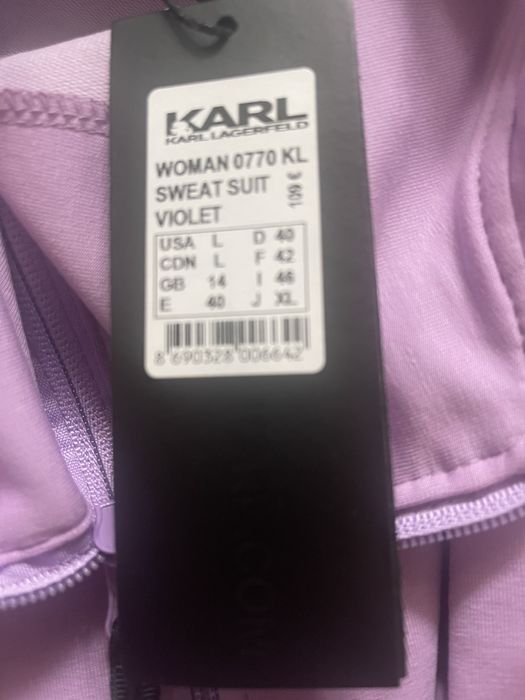 KARL
KARL LAGERFELD
WOMAN 0770 KL
SWEAT SUIT
VIOLET
109 €
USA L D 40
CDN L F 42
GB 14 I 46
E 40 J XL
8 690328 006642
.COM